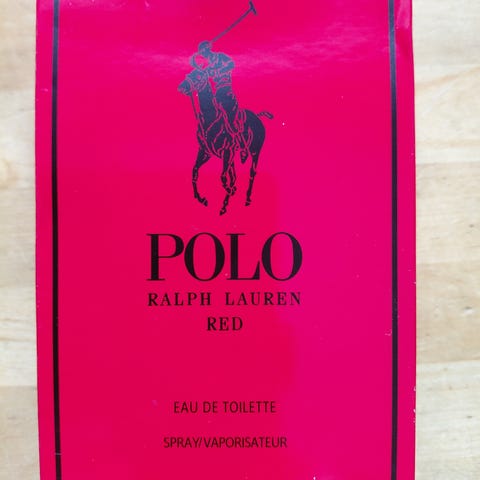 POLO
RALPH LAUREN
RED
EAU DE TOILETTE
SPRAY/VAPORISATEUR